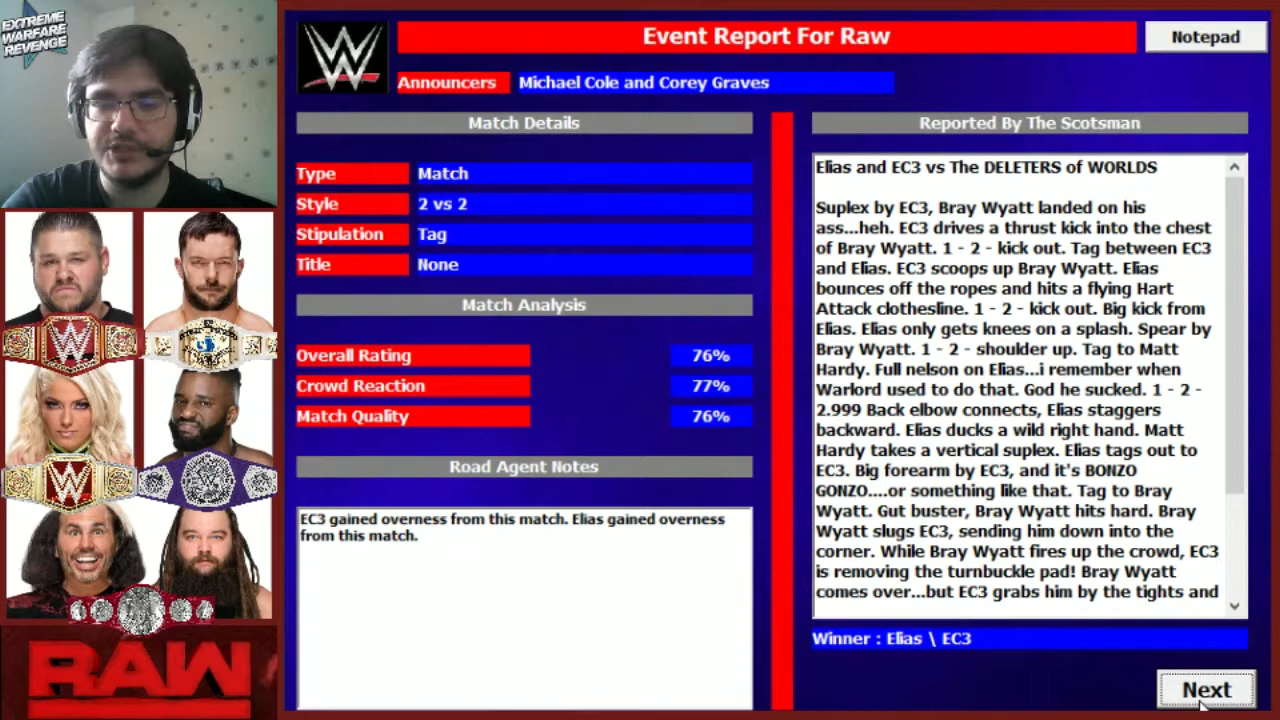 EXTREME
WARFARE
REVENGE
Event Report For Raw
Notepad
Announcers
Michael Cole and Corey Graves
Match Details
Type
Match
Style
2 vs 2
Stipulation
Tag
Title
None
Match Analysis
Overall Rating
76%
Crowd Reaction
77%
Match Quality
76%
Road Agent Notes
EC3 gained overness from this match. Elias gained overness
from this match.
Reported By The Scotsman
Elias and EC3 vs The DELETERS of WORLDS
Suplex by EC3, Bray Wyatt landed on his
ass...heh. EC3 drives a thrust kick into the chest
of Bray Wyatt. 1 - 2 - kick out. Tag between EC3
and Elias. EC3 scoops up Bray Wyatt. Elias
bounces off the ropes and hits a flying Hart
Attack clothesline. 1 - 2 - kick out. Big kick from
Elias. Elias only gets knees on a splash. Spear by
Bray Wyatt. 1 - 2 - shoulder up. Tag to Matt
Hardy. Full nelson on Elias...i remember when
Warlord used to do that. God he sucked. 1 - 2 -
2.999 Back elbow connects, Elias staggers
backward. Elias ducks a wild right hand. Matt
Hardy takes a vertical suplex. Elias tags out to
EC3. Big forearm by EC3, and it's BONZO
GONZO....or something like that. Tag to Bray
Wyatt. Gut buster, Bray Wyatt hits hard. Bray
Wyatt slugs EC3, sending him down into the
corner. While Bray Wyatt fires up the crowd, EC3
is removing the turnbuckle pad! Bray Wyatt
comes over...but EC3 grabs him by the tights and
Winner : Elias \ EC3
Next
RAW